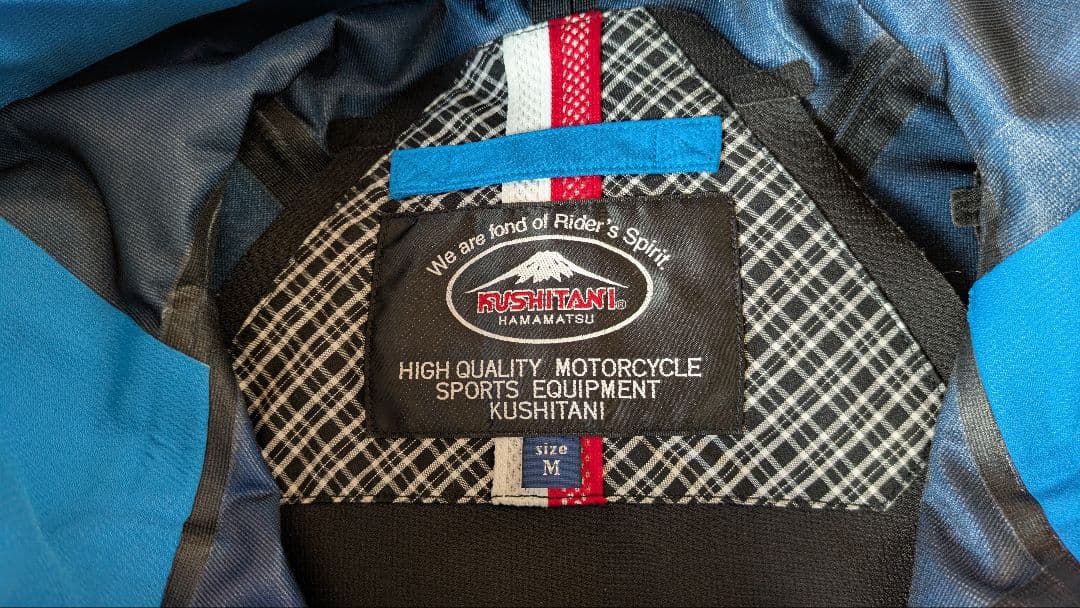 We are fond of Rider's Spirit.
KUSHITANI®
HAMAMATSU
HIGH QUALITY MOTORCYCLE
SPORTS EQUIPMENT
KUSHITANI
size
M